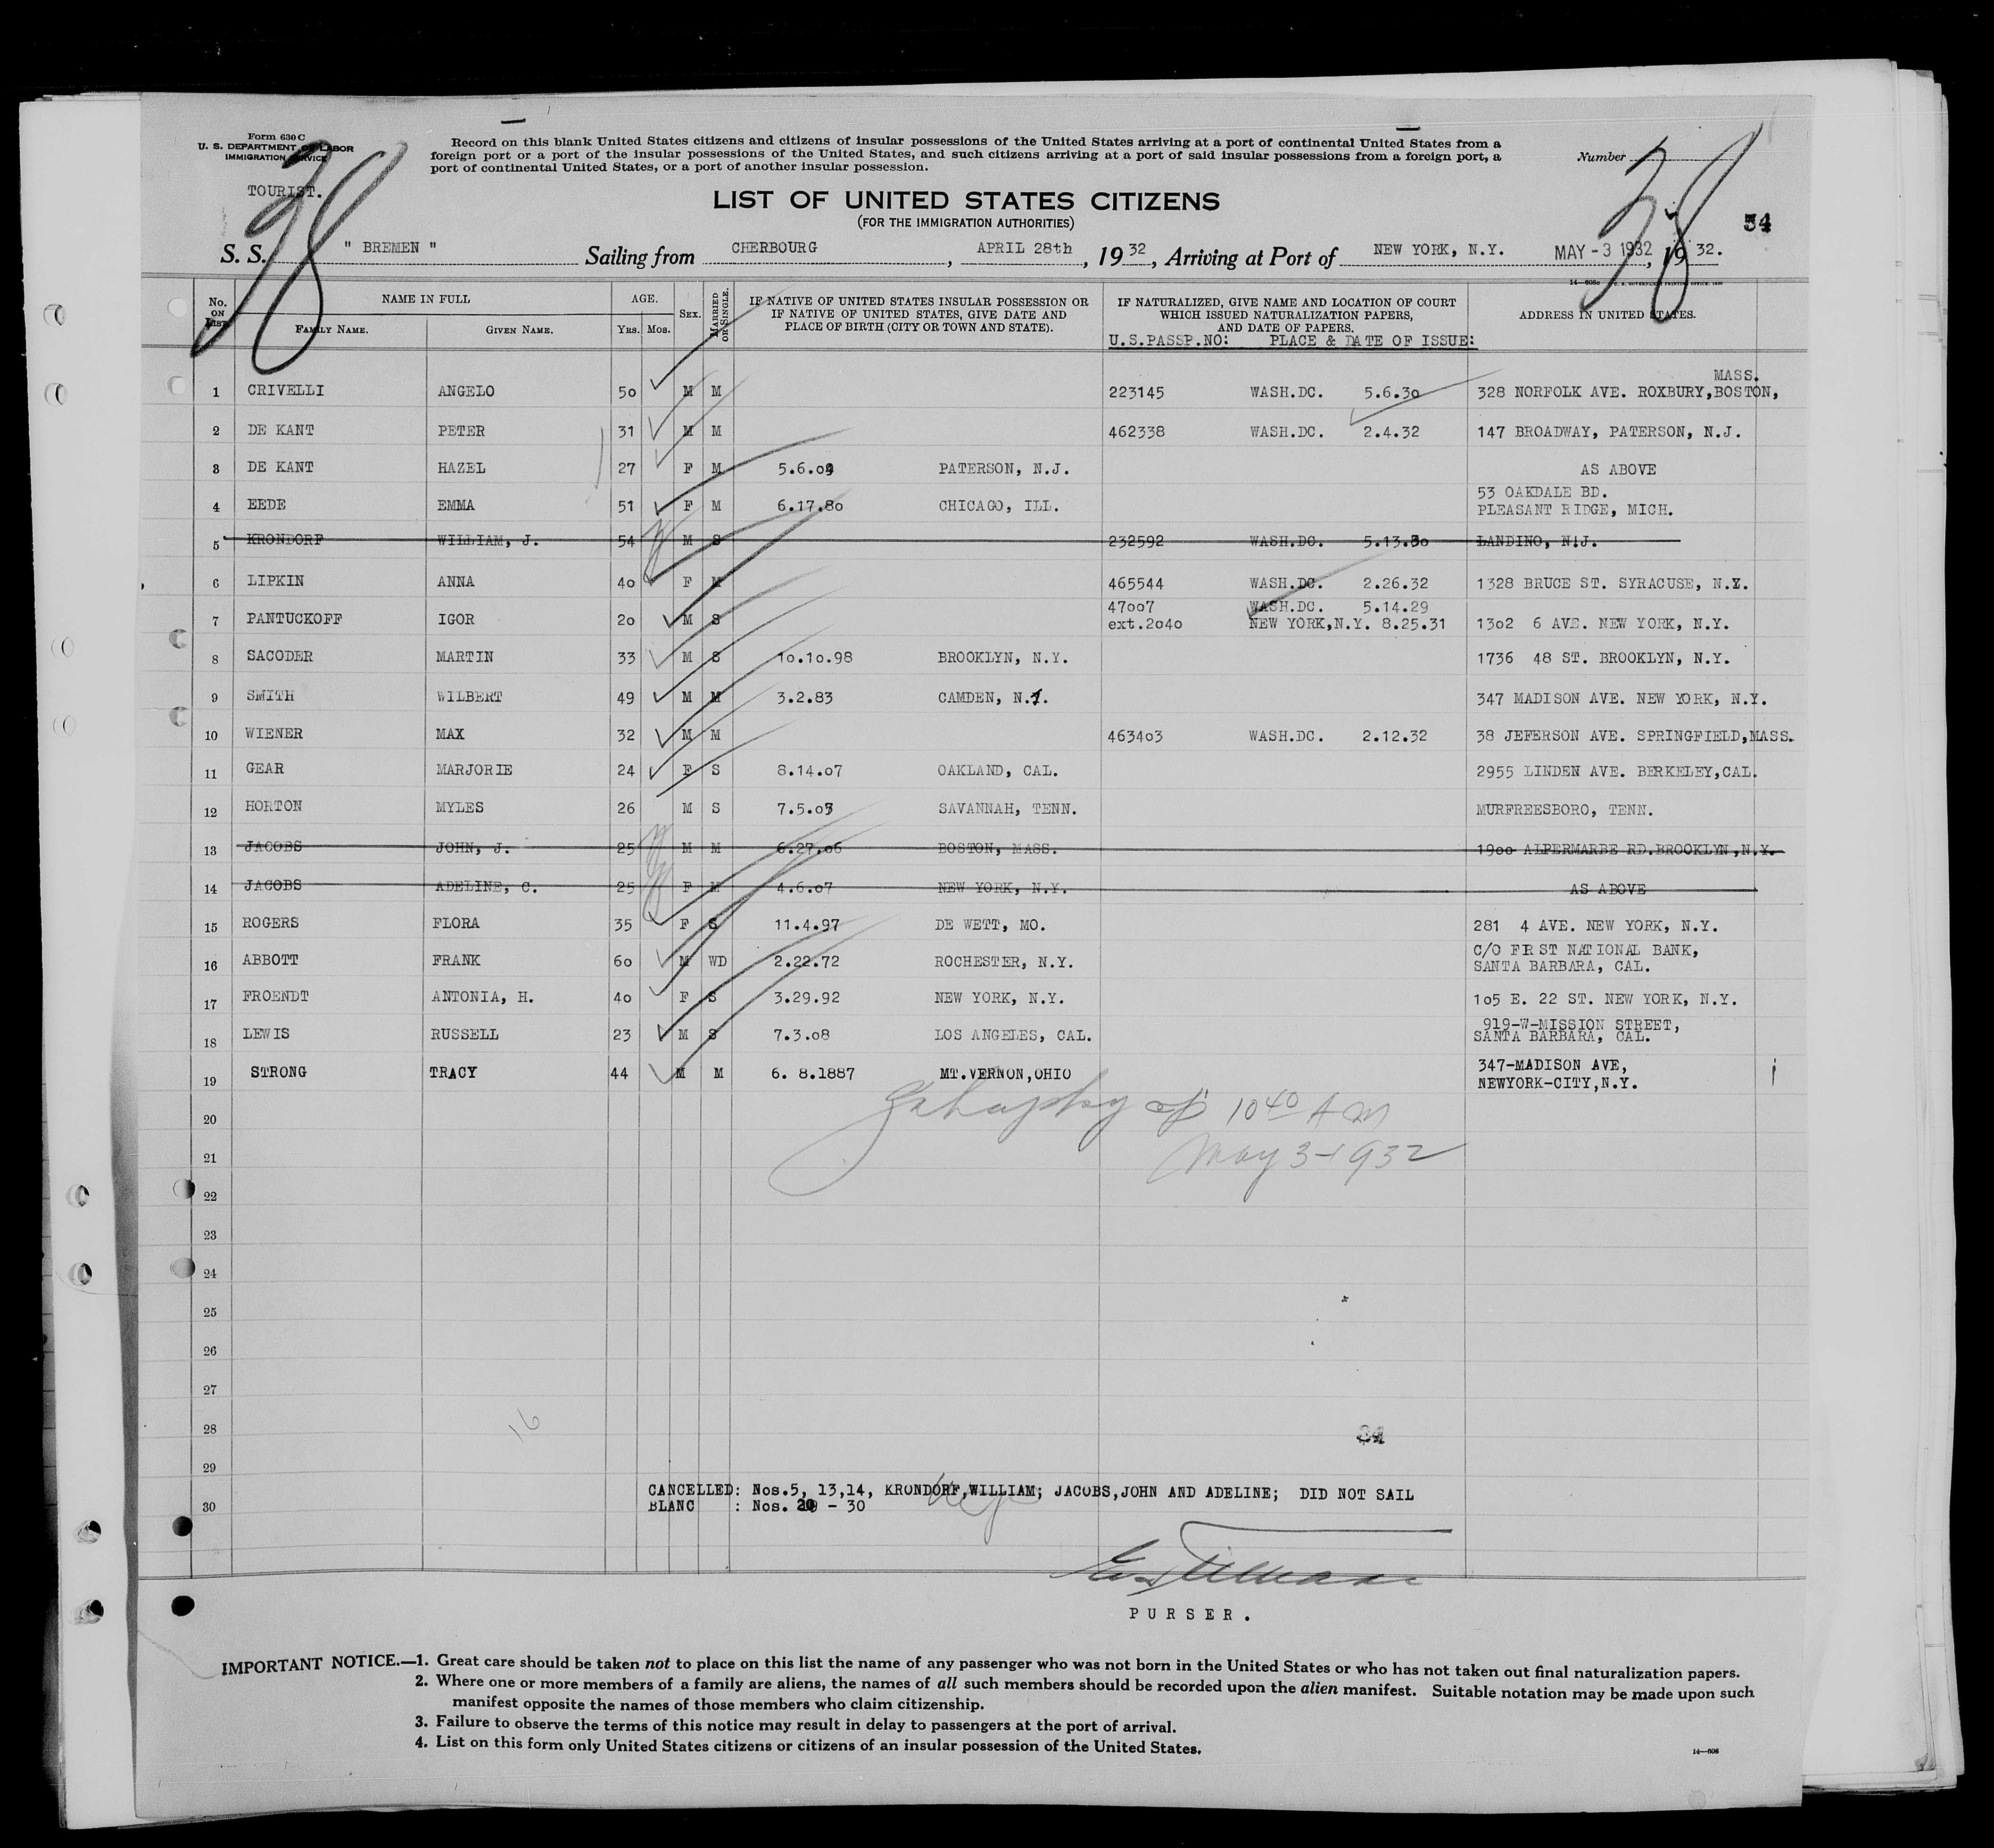 Form 630 C
U. S. DEPARTMENT OF LABOR
IMMIGRATION SERVICE
TOURIST.
38
Record on this blank United States citizens and citizens of insular possessions of the United States arriving at a port of continental United States from a
foreign port or a port of the insular possessions of the United States, and such citizens arriving at a port of said insular possessions from a foreign port, a
port of continental United States, or a port of another insular possession.
Number
38
34
LIST OF UNITED STATES CITIZENS
(FOR THE IMMIGRATION AUTHORITIES)
S. S. " BREMEN " Sailing from CHERBOURG, APRIL 28th, 1932, Arriving at Port of NEW YORK, N.Y. MAY - 3 1932, 1932.
No. ON LIST NAME IN FULL AGE. SEX. MARRIED OR SINGLE. IF NATIVE OF UNITED STATES INSULAR POSSESSION OR IF NATIVE OF UNITED STATES, GIVE DATE AND PLACE OF BIRTH (CITY OR TOWN AND STATE). IF NATURALIZED, GIVE NAME AND LOCATION OF COURT WHICH ISSUED NATURALIZATION PAPERS, AND DATE OF PAPERS. ADDRESS IN UNITED STATES.
FAMILY NAME. GIVEN NAME. YRS. MOS. U.S.PASSP.NO: PLACE & DATE OF ISSUE:
MASS.
1 CRIVELLI ANGELO 50 M M 223145 WASH.DC. 5.6.30 328 NORFOLK AVE. ROXBURY,BOSTON,
2 DE KANT PETER 31 M M 462338 WASH.DC. 2.4.32 147 BROADWAY, PATERSON, N.J.
3 DE KANT HAZEL 27 F M 5.6.0 PATERSON, N.J. AS ABOVE
4 EEDE EMMA 51 F M 6.17.80 CHICAGO, ILL. 53 OAKDALE BD.
PLEASANT RIDGE, MICH.
5 KRONDORF WILLIAM, J. 54 M S 232592 WASH.DC. 5.13.30 LANDINO, N.J.
6 LIPKIN ANNA 40 F M 465544 WASH.DC. 2.26.32 1328 BRUCE ST. SYRACUSE, N.Y.
47007 WASH.DC. 5.14.29
7 PANTUCKOFF IGOR 20 M S ext.2040 NEW YORK,N.Y. 8.25.31 1302 6 AVE. NEW YORK, N.Y.
8 SACODER MARTIN 33 M S 10.10.98 BROOKLYN, N.Y. 1736 48 ST. BROOKLYN, N.Y.
9 SMITH WILBERT 49 M M 3.2.83 CAMDEN, N.J. 347 MADISON AVE. NEW YORK, N.Y.
10 WIENER MAX 32 M M 463403 WASH.DC. 2.12.32 38 JEFERSON AVE. SPRINGFIELD,MASS.
11 GEAR MARJORIE 24 F S 8.14.07 OAKLAND, CAL. 2955 LINDEN AVE. BERKELEY,CAL.
12 HORTON MYLES 26 M S 7.5.05 SAVANNAH, TENN. MURFREESBORO, TENN.
13 JACOBS JOHN, J. 25 M M 6.27.06 BOSTON, MASS. 1900 ALPERMARBE RD.BROOKLYN,N.Y.
14 JACOBS ADELINE, C. 25 F M 4.6.07 NEW YORK, N.Y. AS ABOVE
15 ROGERS FLORA 35 F S 11.4.97 DE WETT, MO. 281 4 AVE. NEW YORK, N.Y.
16 ABBOTT FRANK 60 M WD 2.22.72 ROCHESTER, N.Y. C/O FIRST NATIONAL BANK,
SANTA BARBARA, CAL.
17 FROENDT ANTONIA, H. 40 F S 3.29.92 NEW YORK, N.Y. 105 E. 22 ST. NEW YORK, N.Y.
18 LEWIS RUSSELL 23 M S 7.3.08 LOS ANGELES, CAL. 919-W-MISSION STREET,
SANTA BARBARA, CAL.
19 STRONG TRACY 44 M M 6. 8.1887 MT.VERNON,OHIO 347-MADISON AVE,
NEWYORK-CITY,N.Y.
20 10 40 A M
21 May 3-1932
22
23
24
25
26
27
28 16 34
29
CANCELLED: Nos.5, 13,14, KRONDORF,WILLIAM; JACOBS,JOHN AND ADELINE; DID NOT SAIL
30 BLANC : Nos. 20 - 30
PURSER.
IMPORTANT NOTICE.—1. Great care should be taken not to place on this list the name of any passenger who was not born in the United States or who has not taken out final naturalization papers.
2. Where one or more members of a family are aliens, the names of all such members should be recorded upon the alien manifest. Suitable notation may be made upon such
manifest opposite the names of those members who claim citizenship.
3. Failure to observe the terms of this notice may result in delay to passengers at the port of arrival.
4. List on this form only United States citizens or citizens of an insular possession of the United States.
14—608